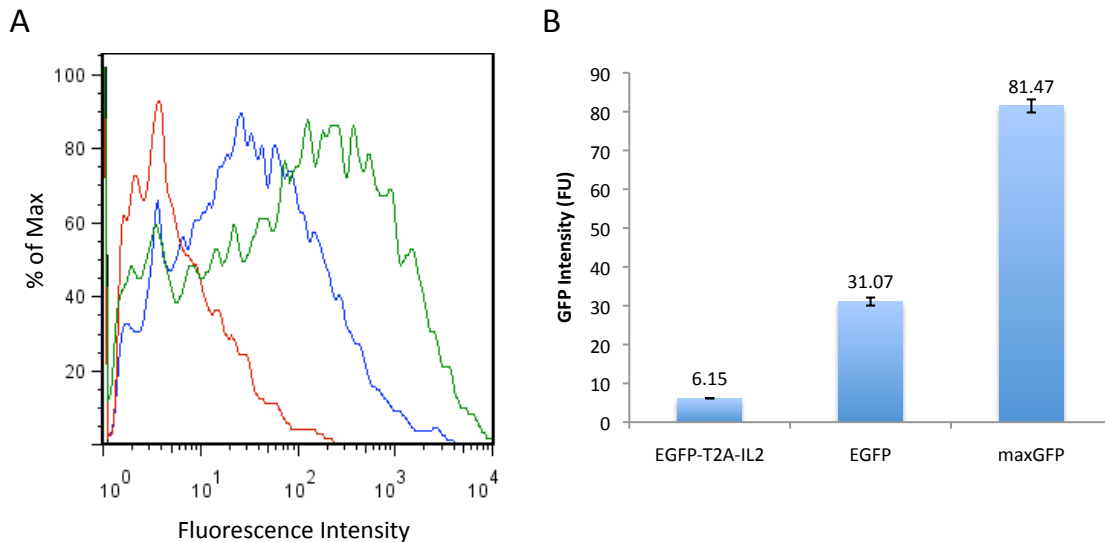 A
% of Max
100
80
60
40
20
10^0 10^1 10^2 10^3 10^4
Fluorescence Intensity
B
GFP Intensity (FU)
90
80
70
60
50
40
30
20
10
0
6.15
31.07
81.47
EGFP-T2A-IL2 EGFP maxGFP